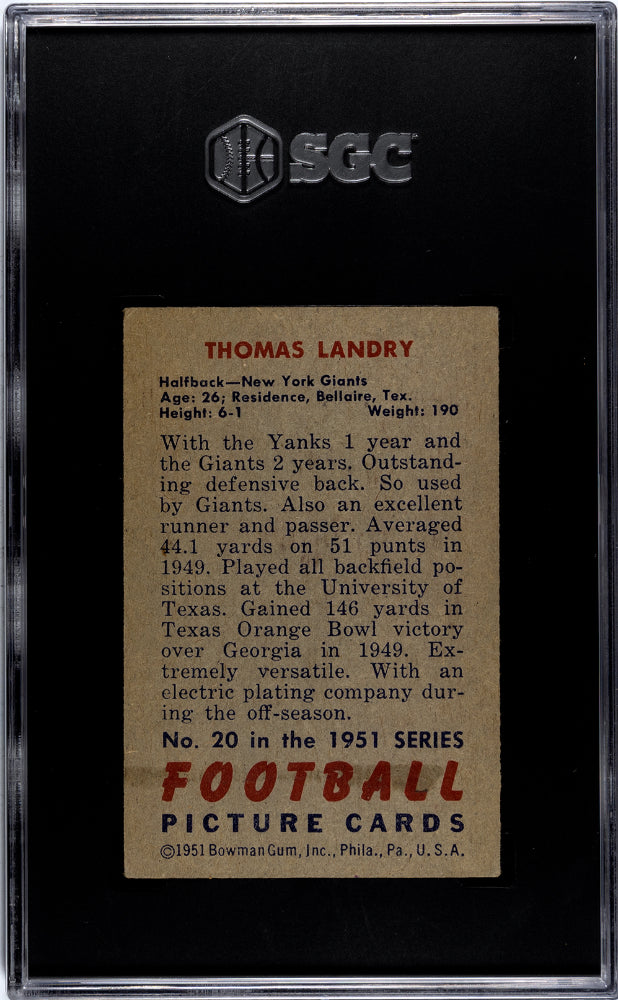 SGC
THOMAS LANDRY
Halfback—New York Giants
Age: 26; Residence, Bellaire, Tex.
Height: 6-1 Weight: 190
With the Yanks 1 year and
the Giants 2 years. Outstand-
ing defensive back. So used
by Giants. Also an excellent
runner and passer. Averaged
44.1 yards on 51 punts in
1949. Played all backfield po-
sitions at the University of
Texas. Gained 146 yards in
Texas Orange Bowl victory
over Georgia in 1949. Ex-
tremely versatile. With an
electric plating company dur-
ing the off-season.
No. 20 in the 1951 SERIES
FOOTBALL
PICTURE CARDS
©1951 Bowman Gum, Inc., Phila., Pa., U.S.A.